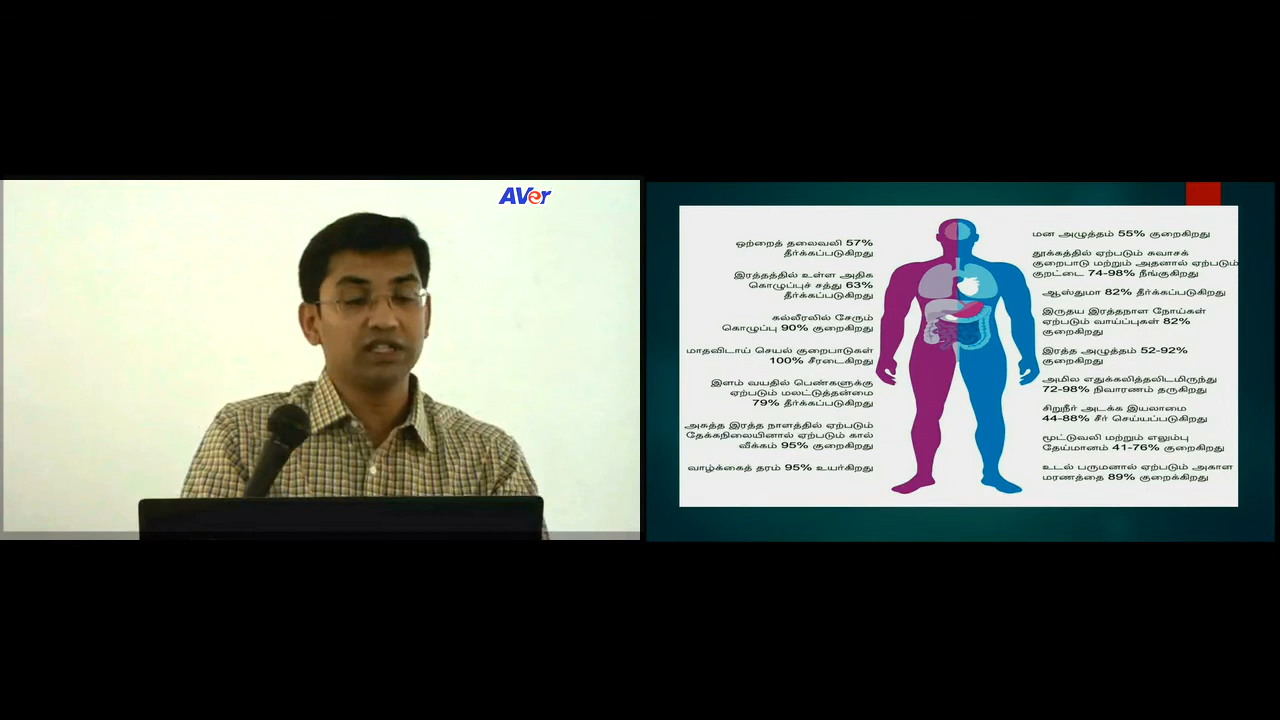 AVer
ஒற்றைத் தலைவலி 57%
தீர்க்கப்படுகிறது
இரத்தத்தில் உள்ள அதிக
கொழுப்புச் சத்து 63%
தீர்க்கப்படுகிறது
கல்லீரலில் சேரும்
கொழுப்பு 90% குறைகிறது
மாதவிடாய் செயல் குறைபாடுகள்
100% சீரடைகிறது
இளம் வயதில் பெண்களுக்கு
ஏற்படும் மலட்டுத்தன்மை
79% தீர்க்கப்படுகிறது
அசுத்த இரத்த நாளத்தில் ஏற்படும்
தேக்கநிலையினால் ஏற்படும் கால்
வீக்கம் 95% குறைகிறது
வாழ்க்கைத் தரம் 95% உயர்கிறது
மன அழுத்தம் 55% குறைகிறது
தூக்கத்தில் ஏற்படும் சுவாசக்
குறைபாடு மற்றும் அதனால் ஏற்படும்
குறட்டை 74-98% நீங்குகிறது
ஆஸ்துமா 82% தீர்க்கப்படுகிறது
இருதய இரத்தநாள நோய்கள்
ஏற்படும் வாய்ப்புகள் 82%
குறைகிறது
இரத்த அழுத்தம் 52-92%
குறைகிறது
அமில எதுக்கலித்தலிடமிருந்து
72-98% நிவாரணம் தருகிறது
சிறுநீர் அடக்க இயலாமை
44-88% சீர் செய்யப்படுகிறது
மூட்டுவலி மற்றும் எலும்பு
தேய்மானம் 41-76% குறைகிறது
உடல் பருமனால் ஏற்படும் அகால
மரணத்தை 89% குறைக்கிறது